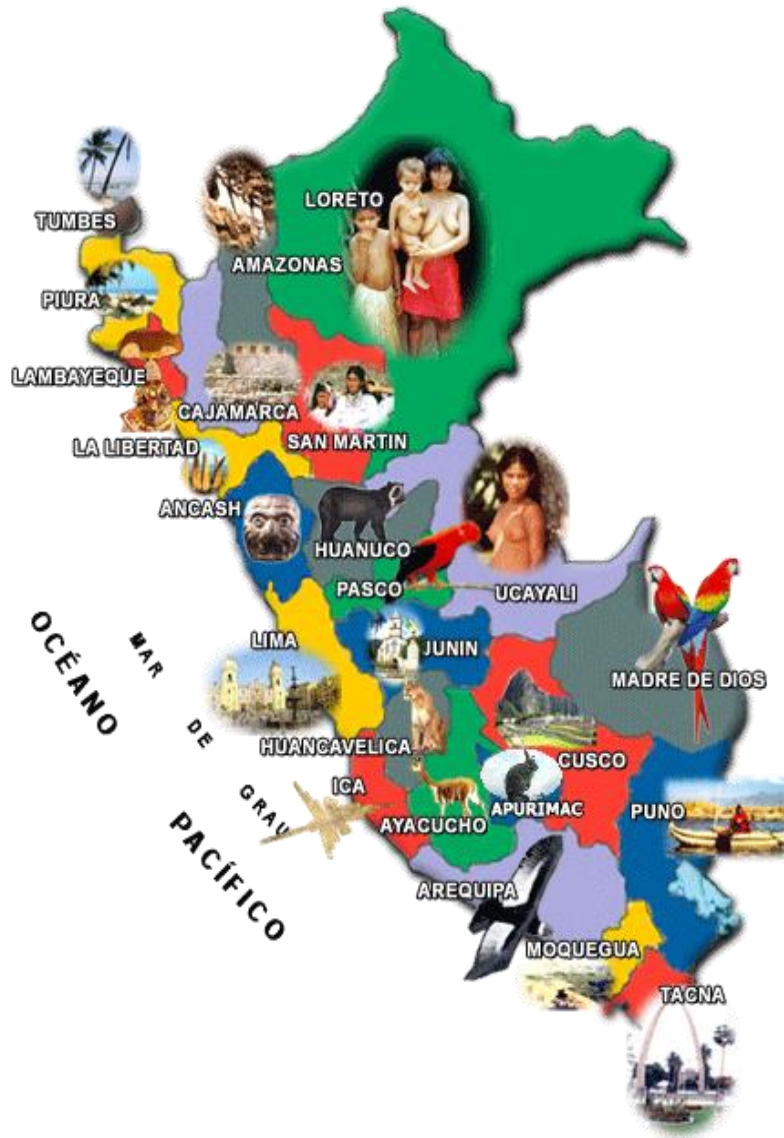 LORETO
TUMBES
AMAZONAS
PIURA
LAMBAYEQUE
CAJAMARCA
LA LIBERTAD
SAN MARTIN
ANCASH
HUANUCO
PASCO
UCAYALI
LIMA
JUNIN
MADRE DE DIOS
HUANCAVELICA
CUSCO
ICA
APURIMAC
PUNO
AYACUCHO
AREQUIPA
MOQUEGUA
TACNA
OCÉANO PACÍFICO
MAR DE GRAU